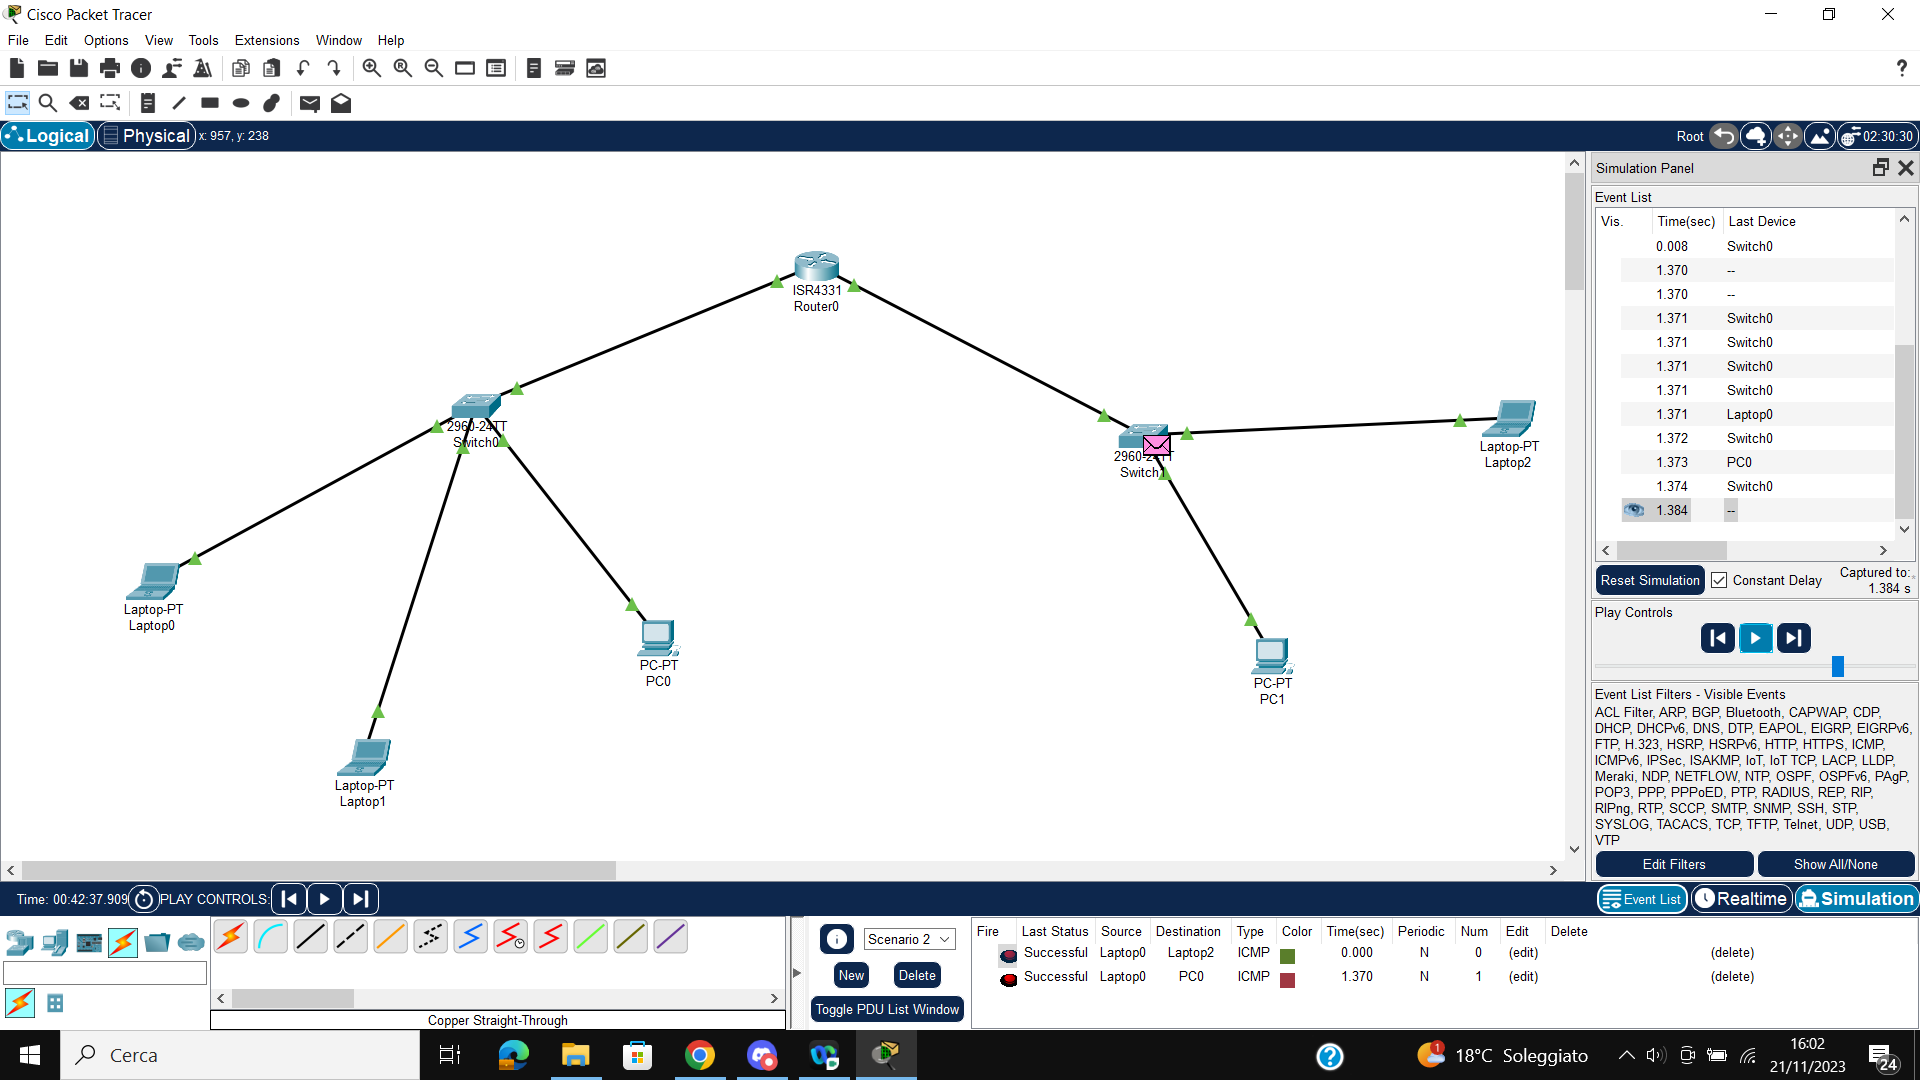 Cisco Packet Tracer
File Edit Options View Tools Extensions Window Help
?
Logical Physical x: 957, y: 238 Root 02:30:30
Simulation Panel
Event List
Vis. Time(sec) Last Device
0.008 Switch0
1.370 --
1.370 --
1.371 Switch0
1.371 Switch0
1.371 Switch0
1.371 Switch0
1.371 Laptop0
1.372 Switch0
1.373 PC0
1.374 Switch0
1.384 --
Reset Simulation Constant Delay Captured to:
1.384 s
Play Controls
Event List Filters - Visible Events
ACL Filter, ARP, BGP, Bluetooth, CAPWAP, CDP,
DHCP, DHCPv6, DNS, DTP, EAPOL, EIGRP, EIGRPv6,
FTP, H.323, HSRP, HSRPv6, HTTP, HTTPS, ICMP,
ICMPv6, IPSec, ISAKMP, IoT, IoT TCP, LACP, LLDP,
Meraki, NDP, NETFLOW, NTP, OSPF, OSPFv6, PAgP,
POP3, PPP, PPPoED, PTP, RADIUS, REP, RIP,
RIPng, RTP, SCCP, SMTP, SNMP, SSH, STP,
SYSLOG, TACACS, TCP, TFTP, Telnet, UDP, USB,
VTP
Edit Filters Show All/None
ISR4331
Router0
2960-24TT
Switch0
2960-24TT
Switch1
Laptop-PT
Laptop2
Laptop-PT
Laptop0
PC-PT
PC0
PC-PT
PC1
Laptop-PT
Laptop1
Time: 00:42:37.909 PLAY CONTROLS:
Event List Realtime Simulation
Scenario 2
New Delete
Toggle PDU List Window
Fire Last Status Source Destination Type Color Time(sec) Periodic Num Edit Delete
Successful Laptop0 Laptop2 ICMP 0.000 N 0 (edit) (delete)
Successful Laptop0 PC0 ICMP 1.370 N 1 (edit) (delete)
Copper Straight-Through
Cerca
1
18°C Soleggiato
16:02
21/11/2023
24